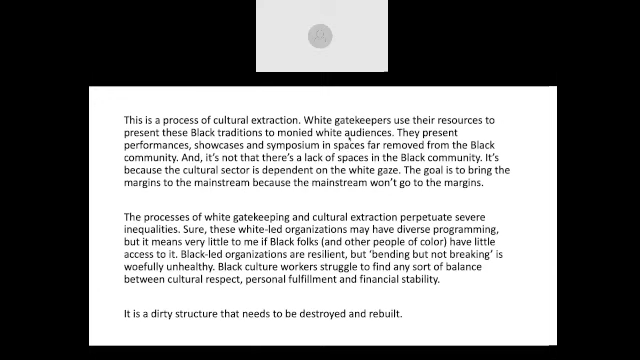 This is a process of cultural extraction. White gatekeepers use their resources to
present these Black traditions to monied white audiences. They present
performances, showcases and symposium in spaces far removed from the Black
community. And, it's not that there's a lack of spaces in the Black community. It's
because the cultural sector is dependent on the white gaze. The goal is to bring the
margins to the mainstream because the mainstream won't go to the margins.
The processes of white gatekeeping and cultural extraction perpetuate severe
inequalities. Sure, these white-led organizations may have diverse programming,
but it means very little to me if Black folks (and other people of color) have little
access to it. Black-led organizations are resilient, but 'bending but not breaking' is
woefully unhealthy. Black culture workers struggle to find any sort of balance
between cultural respect, personal fulfillment and financial stability.
It is a dirty structure that needs to be destroyed and rebuilt.